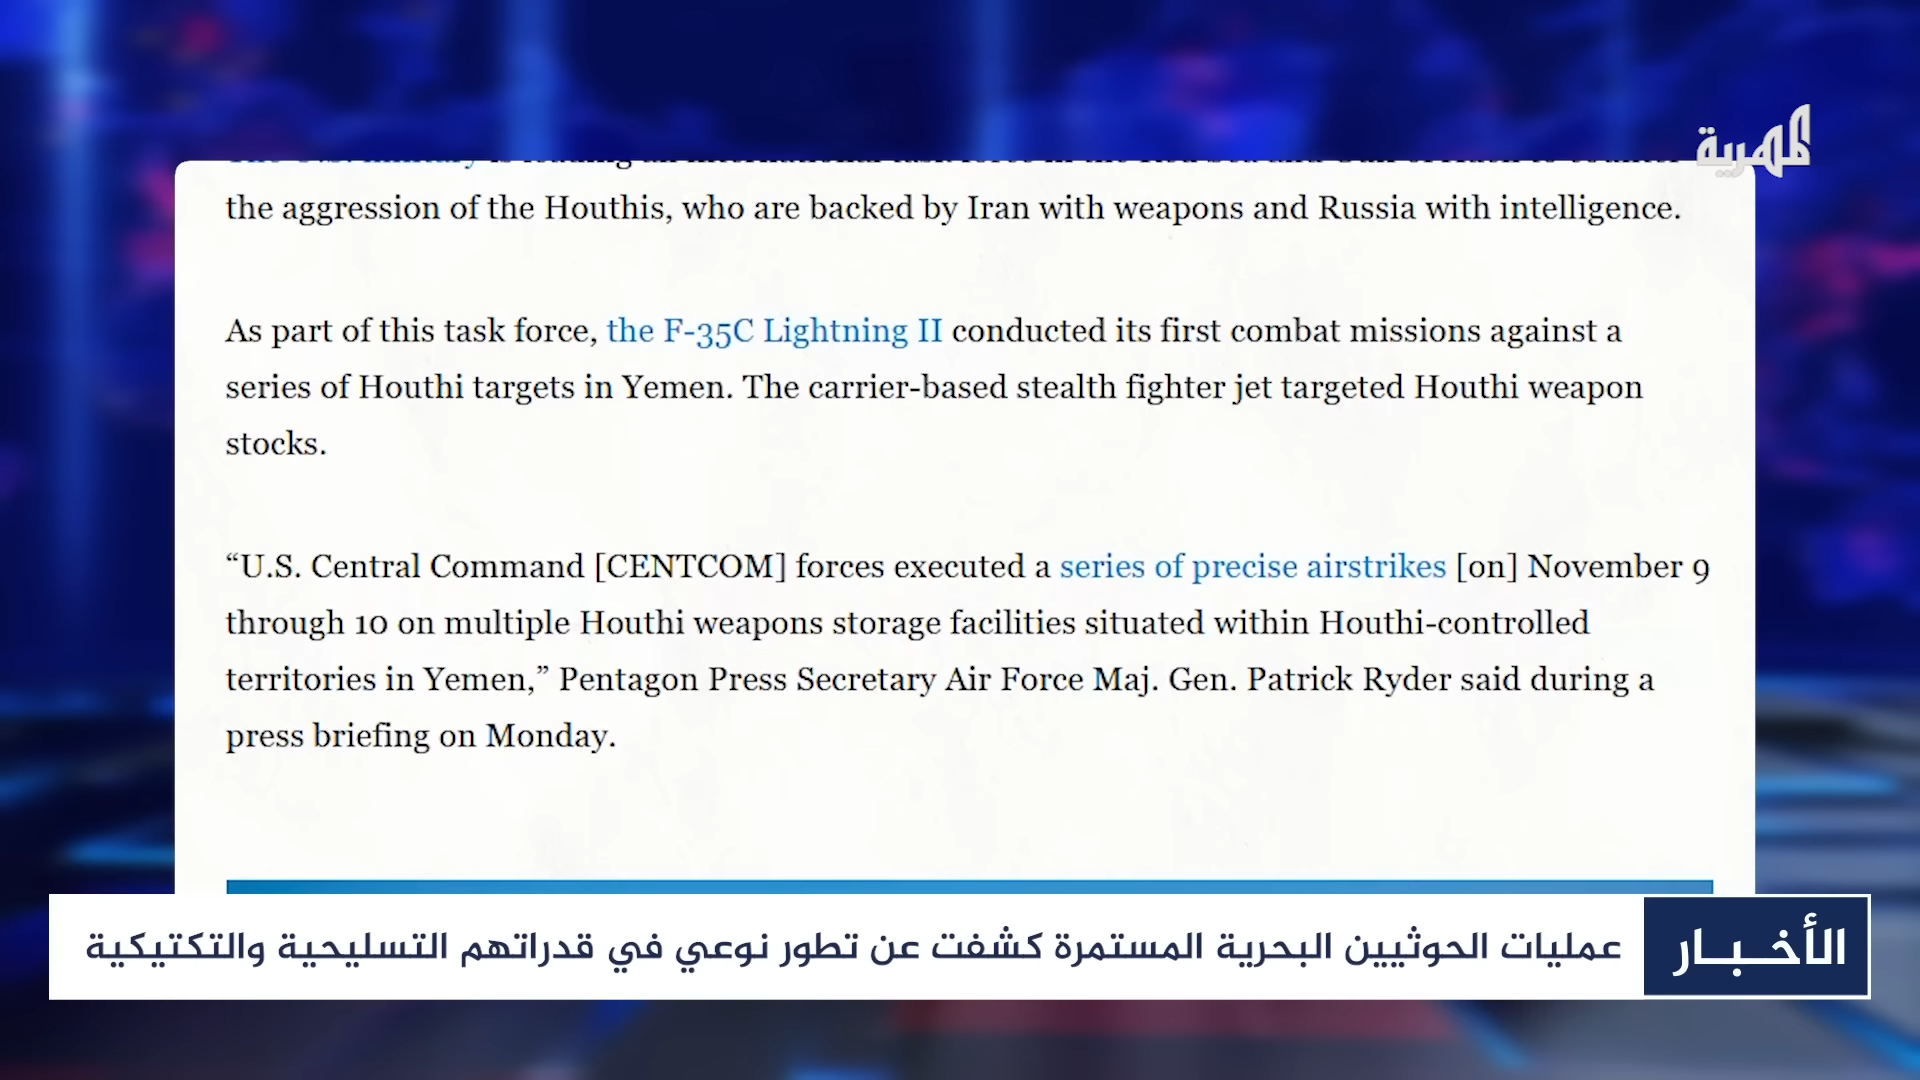 المهرية
the aggression of the Houthis, who are backed by Iran with weapons and Russia with intelligence.
As part of this task force, the F-35C Lightning II conducted its first combat missions against a
series of Houthi targets in Yemen. The carrier-based stealth fighter jet targeted Houthi weapon
stocks.
“U.S. Central Command [CENTCOM] forces executed a series of precise airstrikes [on] November 9
through 10 on multiple Houthi weapons storage facilities situated within Houthi-controlled
territories in Yemen,” Pentagon Press Secretary Air Force Maj. Gen. Patrick Ryder said during a
press briefing on Monday.
الأخبار
عمليات الحوثيين البحرية المستمرة كشفت عن تطور نوعي في قدراتهم التسليحية والتكتيكية